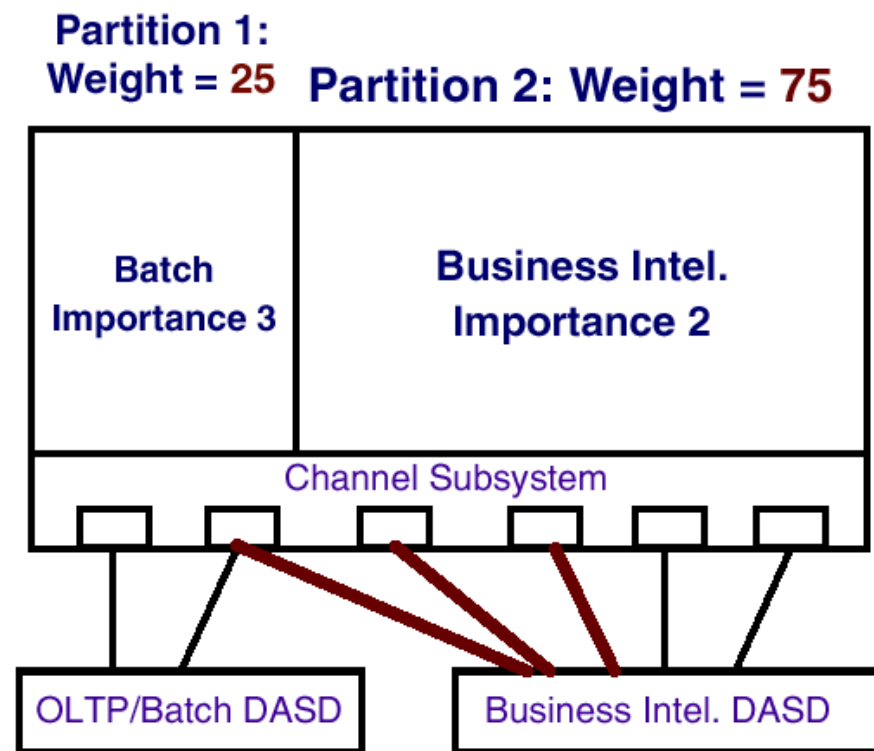 Partition 1:
Weight = 25
Partition 2: Weight = 75
Batch
Importance 3
Business Intel.
Importance 2
Channel Subsystem
OLTP/Batch DASD
Business Intel. DASD